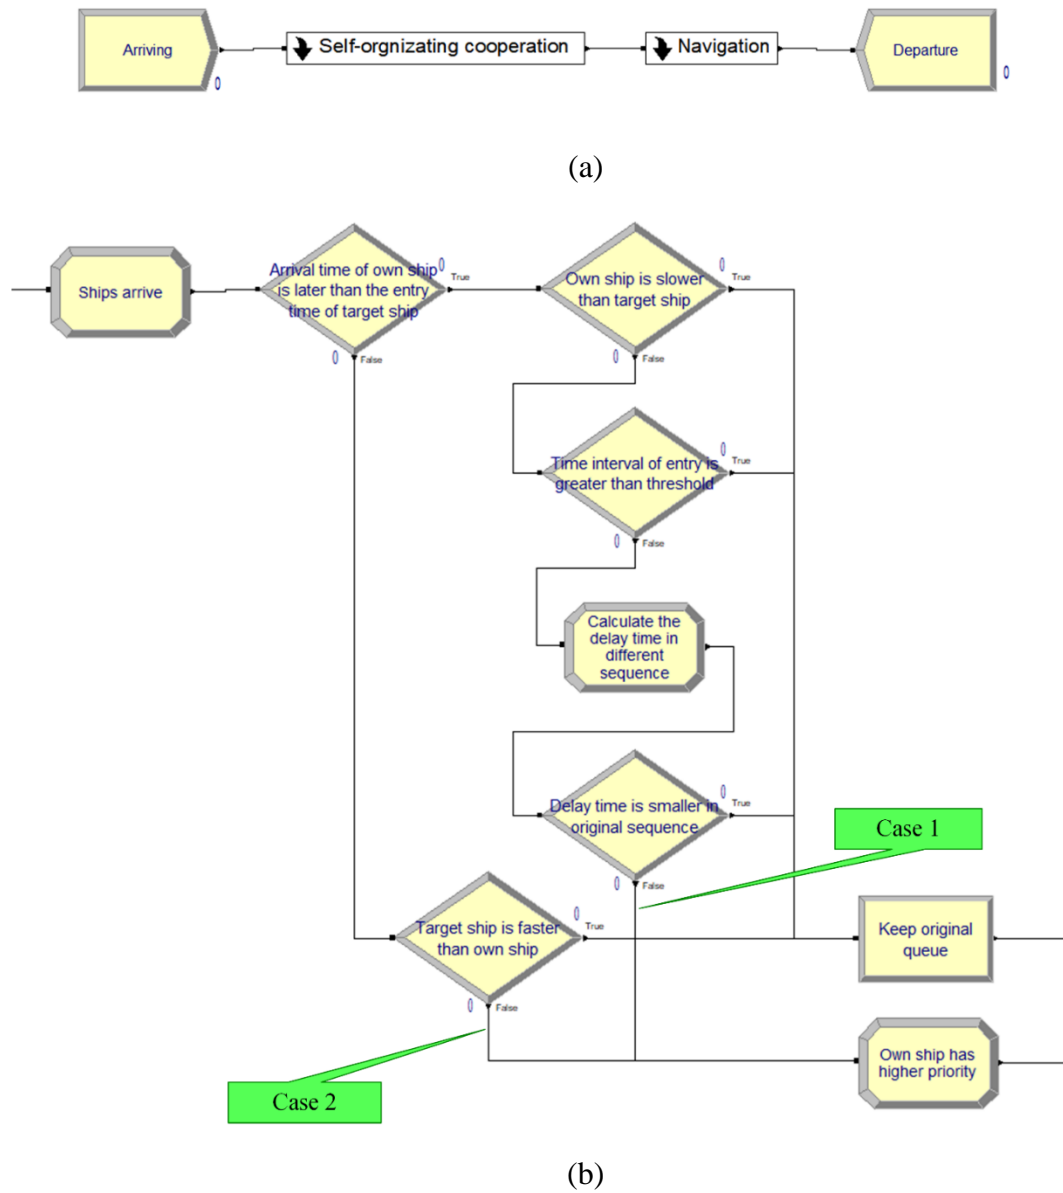 Arriving
Self-orgnizating cooperation
Navigation
Departure
0
0
(a)
Ships arrive
Arrival time of own ship
is later than the entry
time of target ship
0
True
0
False
Own ship is slower
than target ship
0
True
0
False
Time interval of entry is
greater than threshold
0
True
0
False
Calculate the
delay time in
different
sequence
Delay time is smaller in
original sequence
0
True
0
False
Case 1
Target ship is faster
than own ship
0
True
0
False
Keep original
queue
Own ship has
higher priority
Case 2
(b)